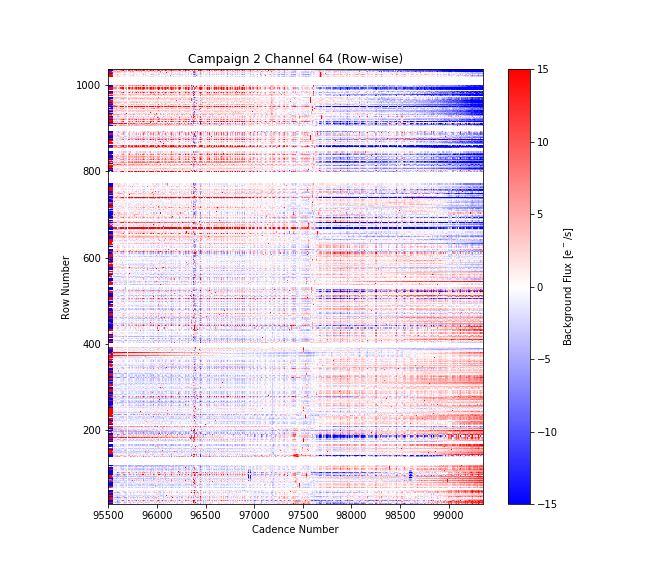 Campaign 2 Channel 64 (Row-wise)
1000
800
600
400
200
Row Number
95500 96000 96500 97000 97500 98000 98500 99000
Cadence Number
15
10
5
0
−5
−10
−15
Background Flux [e⁻/s]